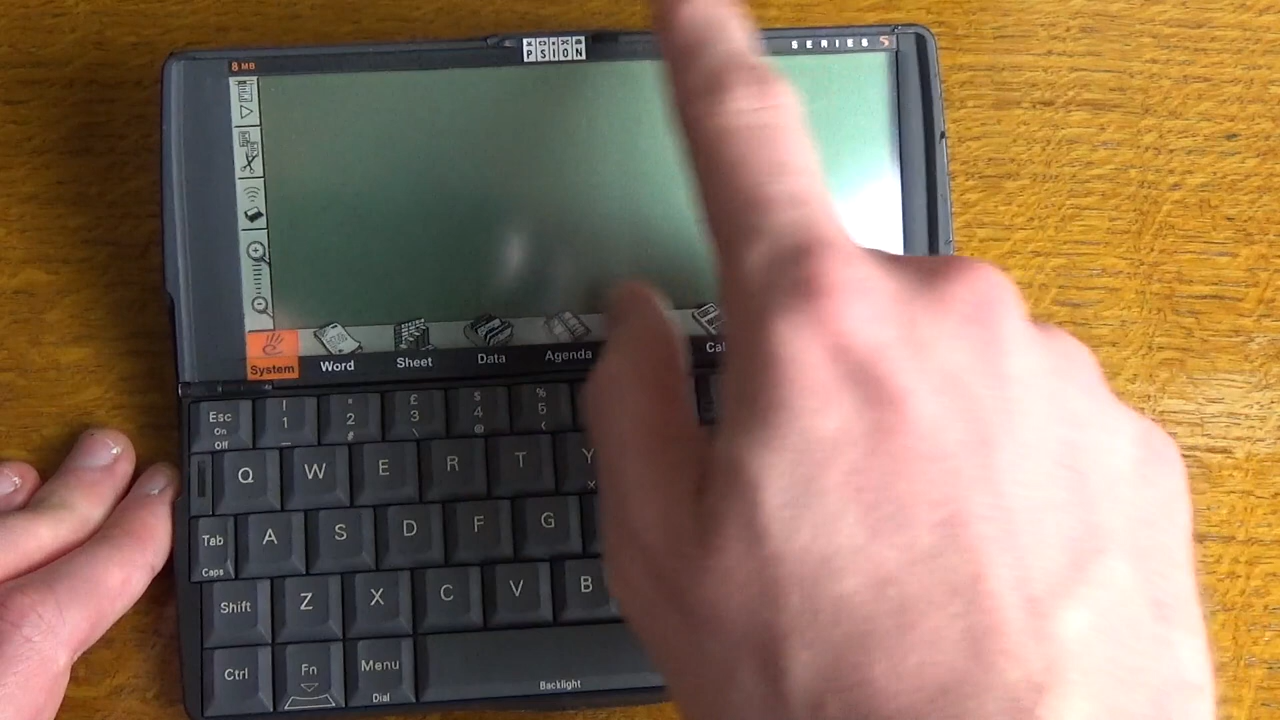 PSION
SERIES 5
8 MB
System Word Sheet Data Agenda
Esc ! " £ $ %
On 1 2 3 4 5
Off _ # \ @ <
Q W E R T Y
x
Tab A S D F G
Caps
Shift Z X C V B
Ctrl Fn Menu
Dial Backlight